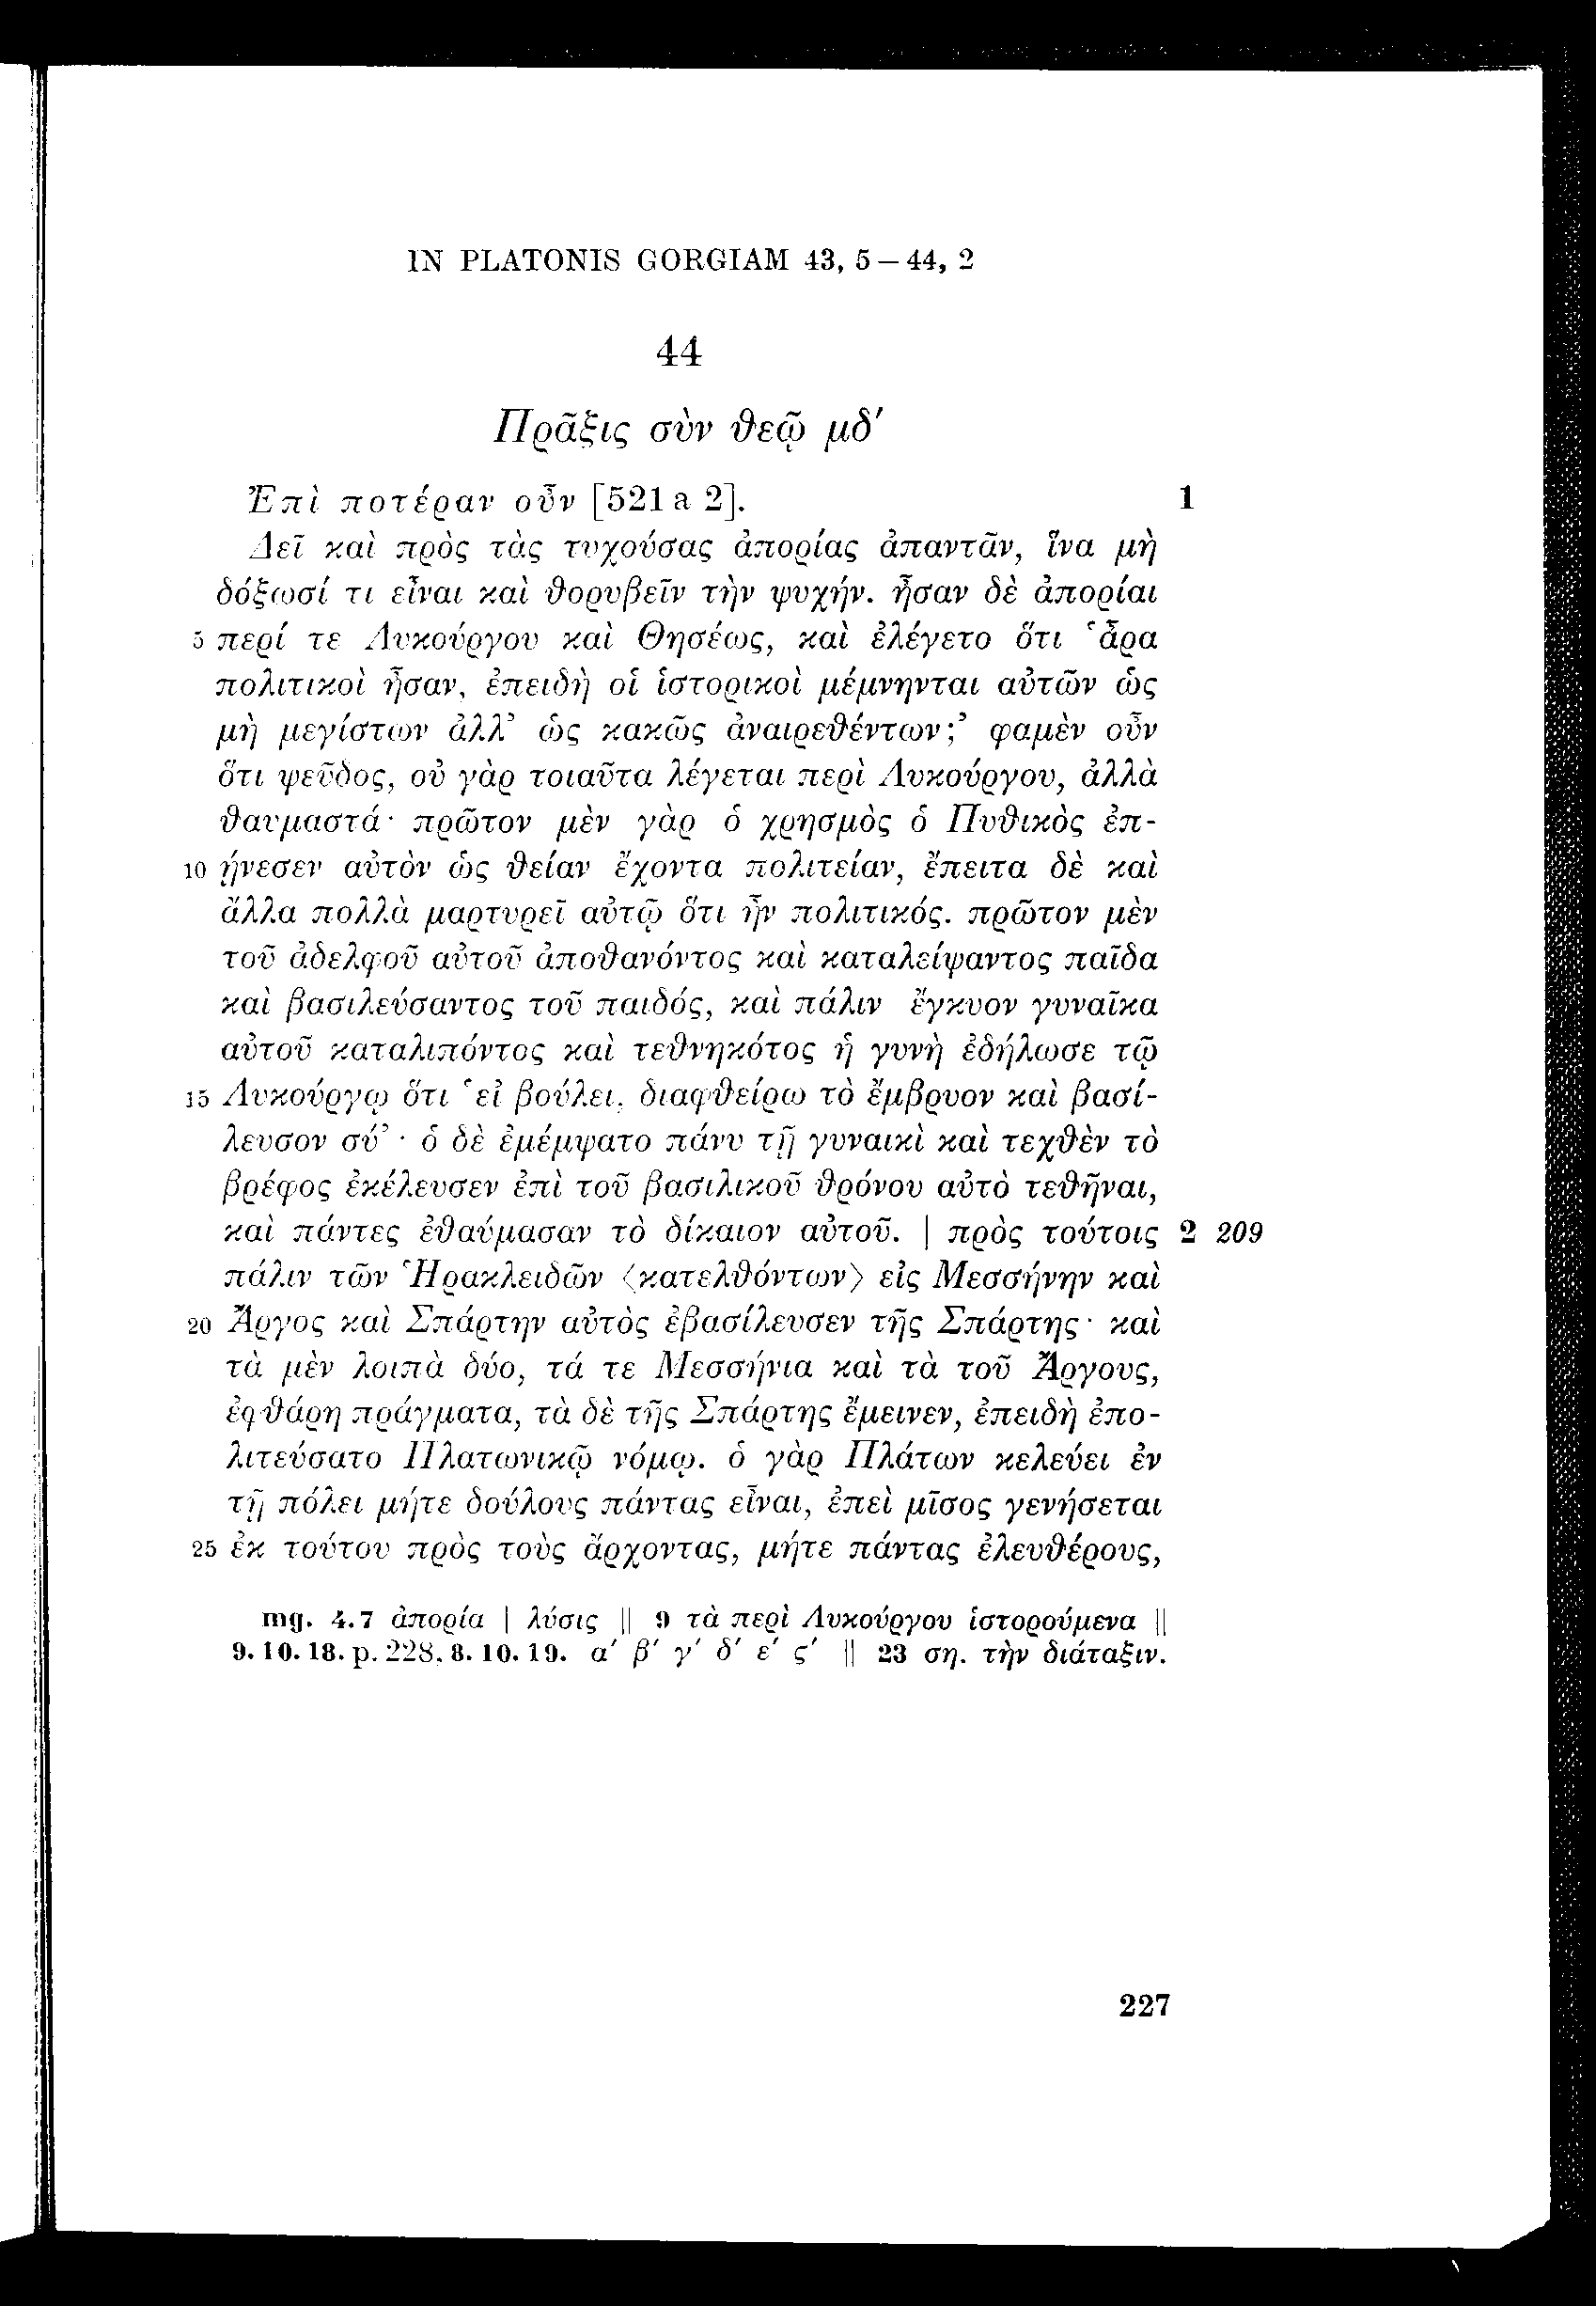 IN PLATONIS GORGIAM 43, 5 – 44, 2
44
Πρᾶξις σὺν θεῷ μδ'
Ἐπὶ ποτέραν οὖν [521 a 2]. 1
Δεῖ καὶ πρὸς τὰς τυχούσας ἀπορίας ἀπαντᾶν, ἵνα μὴ
δόξωσί τι εἶναι καὶ θορυβεῖν τὴν ψυχήν. ἦσαν δὲ ἀπορίαι
5 περί τε Λυκούργου καὶ Θησέως, καὶ ἐλέγετο ὅτι ‛ἆρα
πολιτικοὶ ἦσαν, ἐπειδὴ οἱ ἱστορικοὶ μέμνηνται αὐτῶν ὡς
μὴ μεγίστων ἀλλ’ ὡς κακῶς ἀναιρεθέντων;’ φαμὲν οὖν
ὅτι ψεῦδος, οὐ γὰρ τοιαῦτα λέγεται περὶ Λυκούργου, ἀλλὰ
θαυμαστά· πρῶτον μὲν γὰρ ὁ χρησμὸς ὁ Πυθικὸς ἐπ-
10 ῄνεσεν αὐτὸν ὡς θείαν ἔχοντα πολιτείαν, ἔπειτα δὲ καὶ
ἄλλα πολλὰ μαρτυρεῖ αὐτῷ ὅτι ἦν πολιτικός. πρῶτον μὲν
τοῦ ἀδελφοῦ αὐτοῦ ἀποθανόντος καὶ καταλείψαντος παῖδα
καὶ βασιλεύσαντος τοῦ παιδός, καὶ πάλιν ἔγκυον γυναῖκα
αὐτοῦ καταλιπόντος καὶ τεθνηκότος ἡ γυνὴ ἐδήλωσε τῷ
15 Λυκούργῳ ὅτι ‛εἰ βούλει, διαφθείρω τὸ ἔμβρυον καὶ βασί-
λευσον σύ’· ὁ δὲ ἐμέμψατο πάνυ τῇ γυναικὶ καὶ τεχθὲν τὸ
βρέφος ἐκέλευσεν ἐπὶ τοῦ βασιλικοῦ θρόνου αὐτὸ τεθῆναι,
καὶ πάντες ἐθαύμασαν τὸ δίκαιον αὐτοῦ. | πρὸς τούτοις 2 209
πάλιν τῶν Ἡρακλειδῶν ⟨κατελθόντων⟩ εἰς Μεσσήνην καὶ
20 Ἄργος καὶ Σπάρτην αὐτὸς ἐβασίλευσεν τῆς Σπάρτης· καὶ
τὰ μὲν λοιπὰ δύο, τά τε Μεσσήνια καὶ τὰ τοῦ Ἄργους,
ἐφθάρη πράγματα, τὰ δὲ τῆς Σπάρτης ἔμεινεν, ἐπειδὴ ἐπο-
λιτεύσατο Πλατωνικῷ νόμῳ. ὁ γὰρ Πλάτων κελεύει ἐν
τῇ πόλει μήτε δούλους πάντας εἶναι, ἐπεὶ μῖσος γενήσεται
25 ἐκ τούτου πρὸς τοὺς ἄρχοντας, μήτε πάντας ἐλευθέρους,
mg. 4. 7 ἀπορία | λύσις || 9 τὰ περὶ Λυκούργου ἱστορούμενα ||
9. 10. 18. p. 228, 8. 10. 19. α' β' γ' δ' ε' ς' || 23 ση. τὴν διάταξιν.
227